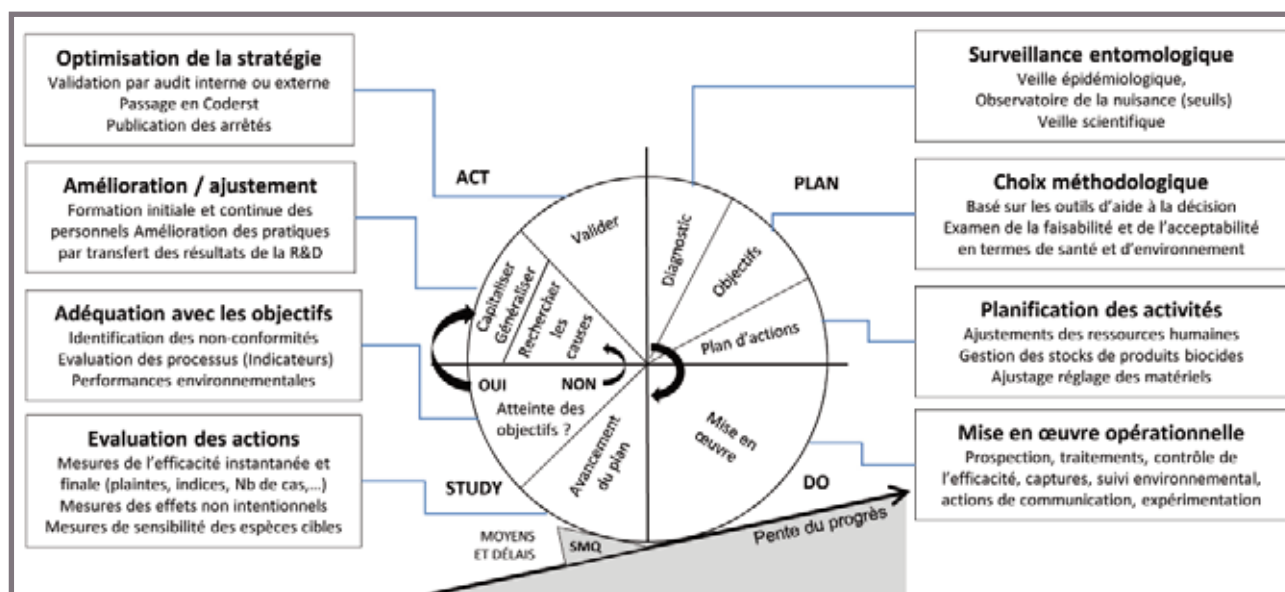 Optimisation de la stratégie
Validation par audit interne ou externe
Passage en Coderst
Publication des arrêtés
Amélioration / ajustement
Formation initiale et continue des
personnels Amélioration des pratiques
par transfert des résultats de la R&D
Adéquation avec les objectifs
Identification des non-conformités
Evaluation des processus (Indicateurs)
Performances environnementales
Evaluation des actions
Mesures de l'efficacité instantanée et
finale (plaintes, indices, Nb de cas,...)
Mesures des effets non intentionnels
Mesures de sensibilité des espèces cibles
ACT
PLAN
STUDY
DO
Valider
Diagnostic
Objectifs
Plan d'actions
Capitaliser
Généraliser
Rechercher
les
causes
OUI
NON
Atteinte des
objectifs ?
Avancement
du plan
Mise en
œuvre
MOYENS
ET DÉLAIS
SMQ
Pente du progrès
Surveillance entomologique
Veille épidémiologique,
Observatoire de la nuisance (seuils)
Veille scientifique
Choix méthodologique
Basé sur les outils d'aide à la décision
Examen de la faisabilité et de l'acceptabilité
en termes de santé et d'environnement
Planification des activités
Ajustements des ressources humaines
Gestion des stocks de produits biocides
Ajustage réglage des matériels
Mise en œuvre opérationnelle
Prospection, traitements, contrôle de
l'efficacité, captures, suivi environnemental,
actions de communication, expérimentation